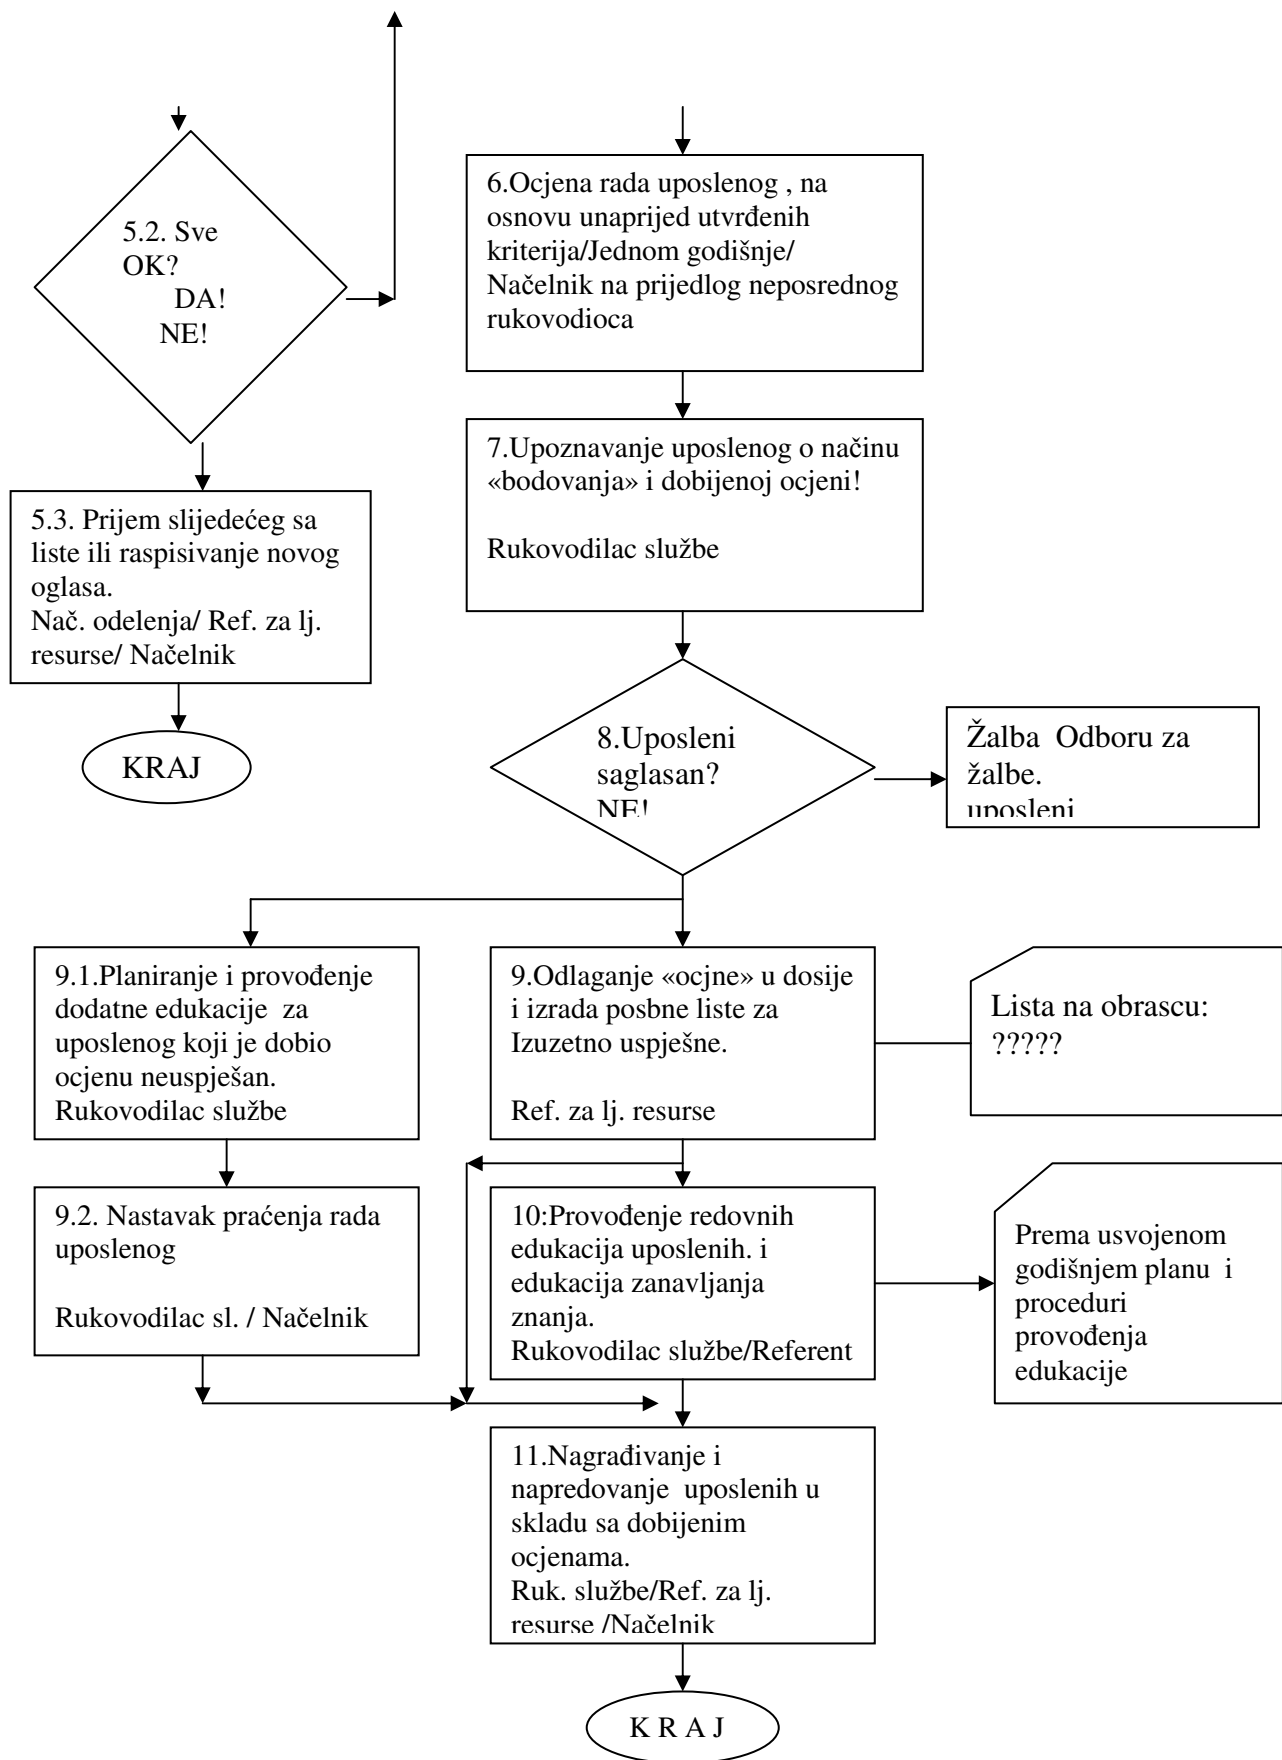 5.2. Sve
OK?
DA!
NE!
5.3. Prijem slijedećeg sa
liste ili raspisivanje novog
oglasa.
Nač. odelenja/ Ref. za lj.
resurse/ Načelnik
KRAJ
6.Ocjena rada uposlenog , na
osnovu unaprijed utvrđenih
kriterija/Jednom godišnje/
Načelnik na prijedlog neposrednog
rukovodioca
7.Upoznavanje uposlenog o načinu
«bodovanja» i dobijenoj ocjeni!
Rukovodilac službe
8.Uposleni
saglasan?
NE!
Žalba  Odboru za
žalbe.
uposleni
9.1.Planiranje i provođenje
dodatne edukacije  za
uposlenog koji je dobio
ocjenu neuspješan.
Rukovodilac službe
9.Odlaganje «ocjne» u dosije
i izrada posbne liste za
Izuzetno uspješne.
Ref. za lj. resurse
Lista na obrascu:
?????
9.2. Nastavak praćenja rada
uposlenog
Rukovodilac sl. / Načelnik
10:Provođenje redovnih
edukacija uposlenih. i
edukacija zanavljanja
znanja.
Rukovodilac službe/Referent
Prema usvojenom
godišnjem planu  i
proceduri
provođenja
edukacije
11.Nagrađivanje i
napredovanje  uposlenih u
skladu sa dobijenim
ocjenama.
Ruk. službe/Ref. za lj.
resurse /Načelnik
K R A J